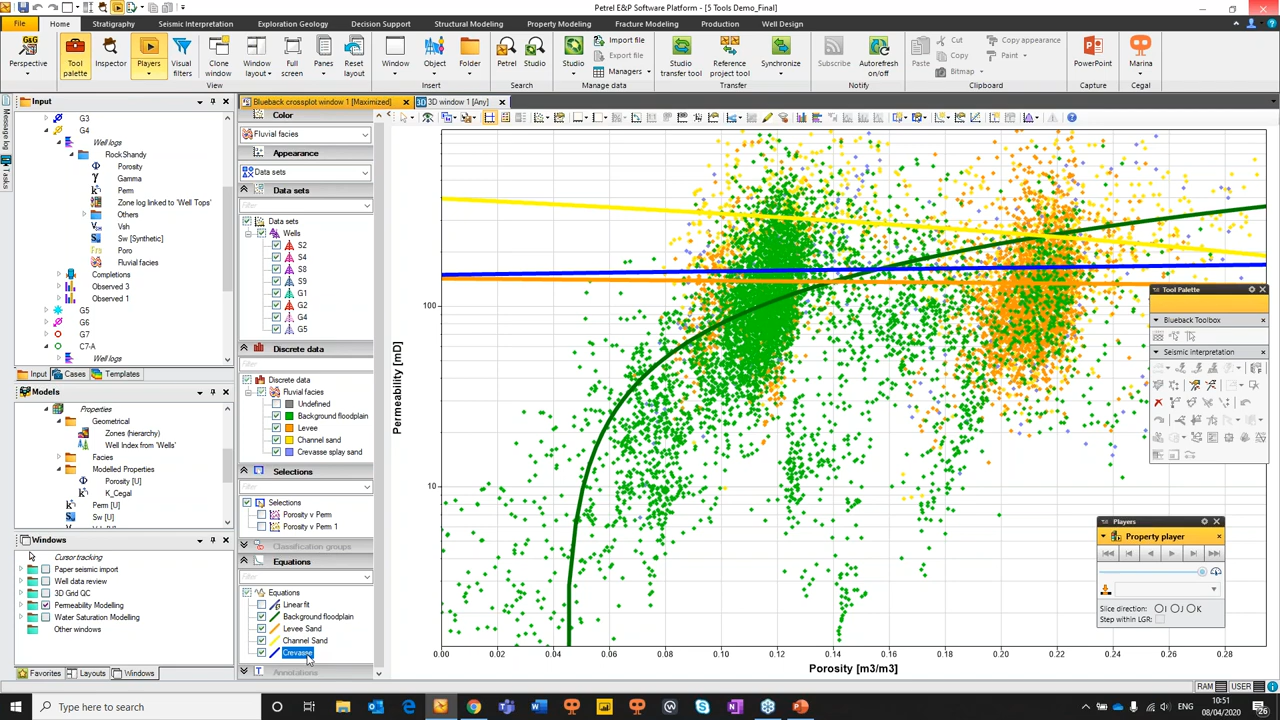 Petrel E&P Software Platform - [5 Tools Demo_Final]
File
Home
Stratigraphy
Seismic Interpretation
Exploration Geology
Decision Support
Structural Modeling
Property Modeling
Fracture Modeling
Production
Well Design
G&G
Perspective
Tool palette
Inspector
Players
Visual filters
Clone window
Window layout
Full screen
Panes
Reset layout
View
Window
Object
Folder
Insert
Petrel
Studio
Search
Studio
Import file
Export file
Managers
Manage data
Studio transfer tool
Reference project tool
Synchronize
Transfer
Subscribe
Autorefresh on/off
Notify
Paste
Cut
Copy
Bitmap
Copy appearance
Paint
Clipboard
PowerPoint
Capture
Marina
Cegal
Message log
Tasks
Input
G3
G4
Well logs
RockShandy
Porosity
Gamma
Perm
Zone log linked to 'Well Tops'
Others
Vsh
Sw [Synthetic]
Poro
Fluvial facies
Completions
Observed 3
Observed 1
G5
G6
G7
C7-A
Well logs
Input
Cases
Templates
Models
Properties
Geometrical
Zones (hierarchy)
Well Index from 'Wells'
Facies
Modelled Properties
Porosity [U]
K_Cegal
Perm [U]
Sw [U]
Windows
Cursor tracking
Paper seismic import
Well data review
3D Grid QC
Permeability Modelling
Water Saturation Modelling
Other windows
Favorites
Layouts
Windows
Blueback crossplot window 1 [Maximized]
3D window 1 [Any]
Color
Fluvial facies
Appearance
Data sets
Data sets
Filter
Data sets
Wells
S2
S4
S8
S9
G1
G2
G4
G5
Discrete data
Filter
Discrete data
Fluvial facies
Undefined
Background floodplain
Levee
Channel sand
Crevasse splay sand
Selections
Filter
Selections
Porosity v Perm
Porosity v Perm 1
Classification groups
Equations
Filter
Equations
Linear fit
Background floodplain
Levee Sand
Channel Sand
Crevasse
Annotations
Permeability [mD]
100
10
0.00 0.02 0.04 0.06 0.08 0.10 0.12 0.14 0.16 0.18 0.20 0.22 0.24 0.26 0.28
Porosity [m3/m3]
Tool Palette
Blueback Toolbox
Seismic interpretation
Players
Property player
Slice direction: I J K
Step within LGR:
RAM
USER
Type here to search
10:51
08/04/2020